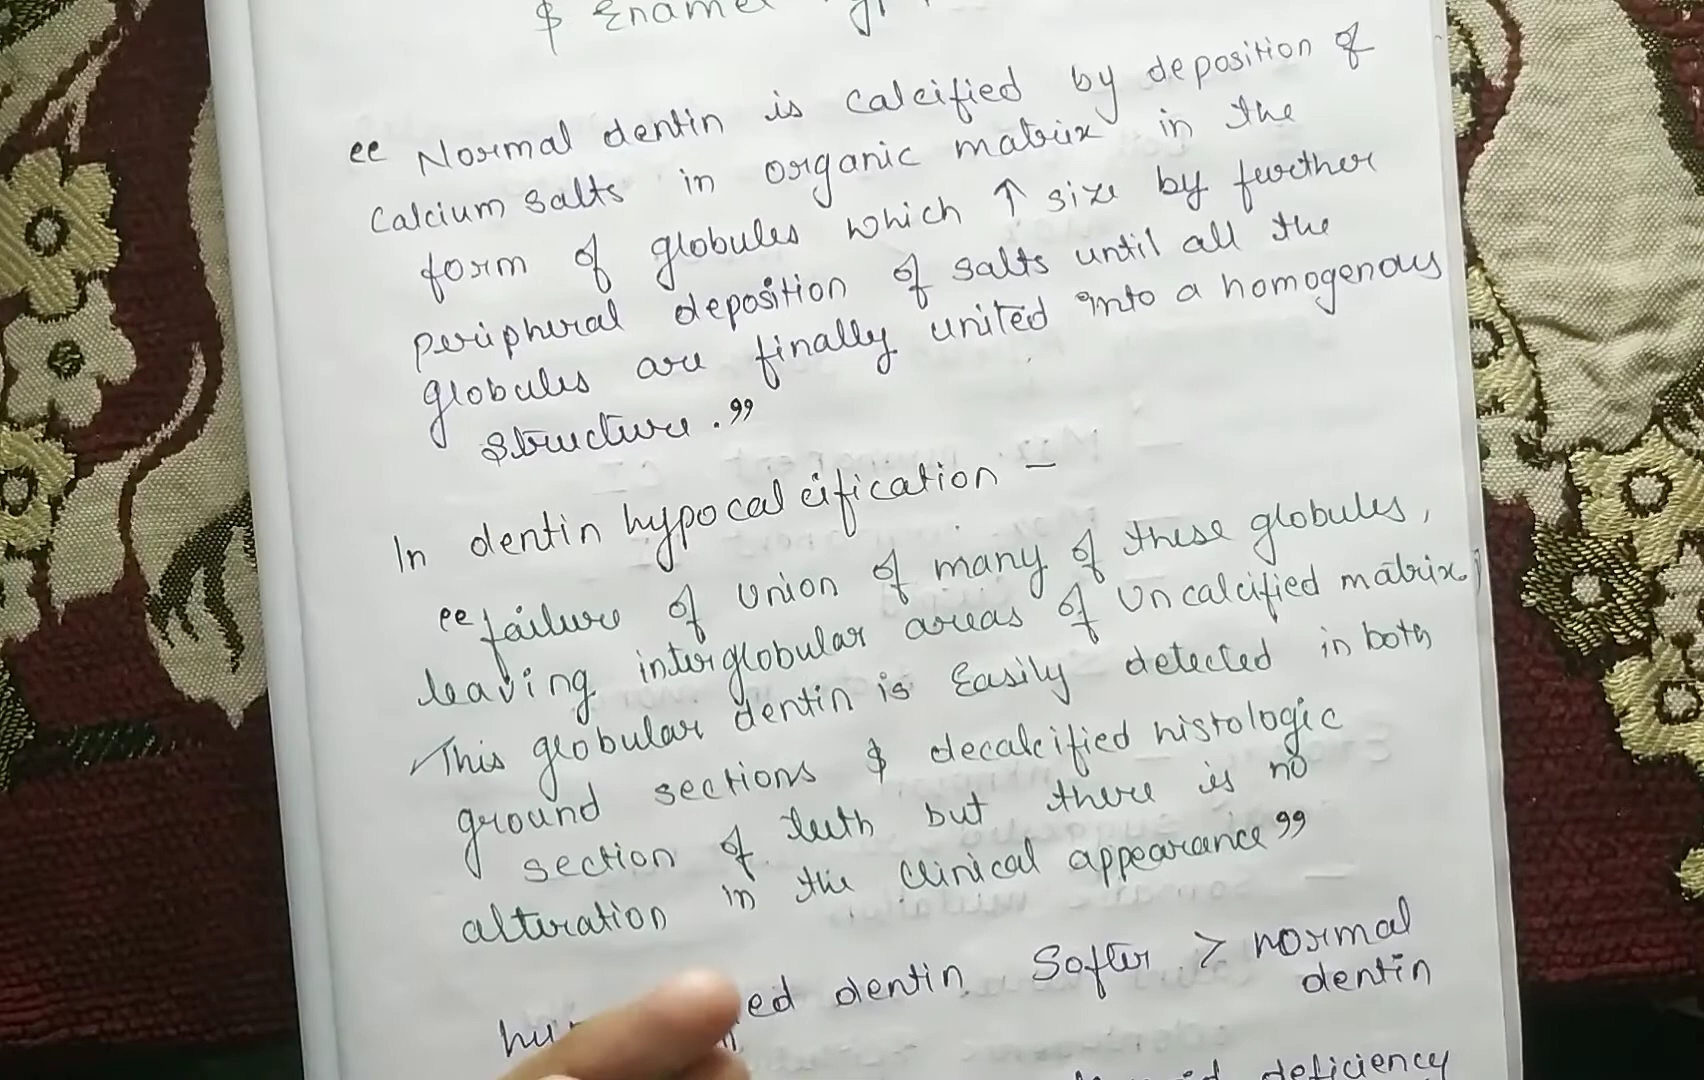 $ Ename
"Normal dentin is calcified by deposition of
Calcium salts in organic matrix in the
form of globules which ↑ size by further
peripheral deposition of salts until all the
globules are finally united into a homogenous
structure."
In dentin hypocalcification -
"failure of union of many of these globules,
leaving interglobular areas of Uncalcified matrix.
This globular dentin is Easily detected in both
ground sections $ decalcified histologic
section of teeth but there is no
alteration in the clinical appearance"
ed dentin Softer > normal
dentin
deficiency